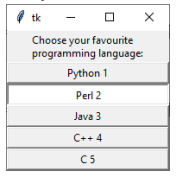 tk
Choose your favourite
programming language:
Python 1
Perl 2
Java 3
C++ 4
C 5